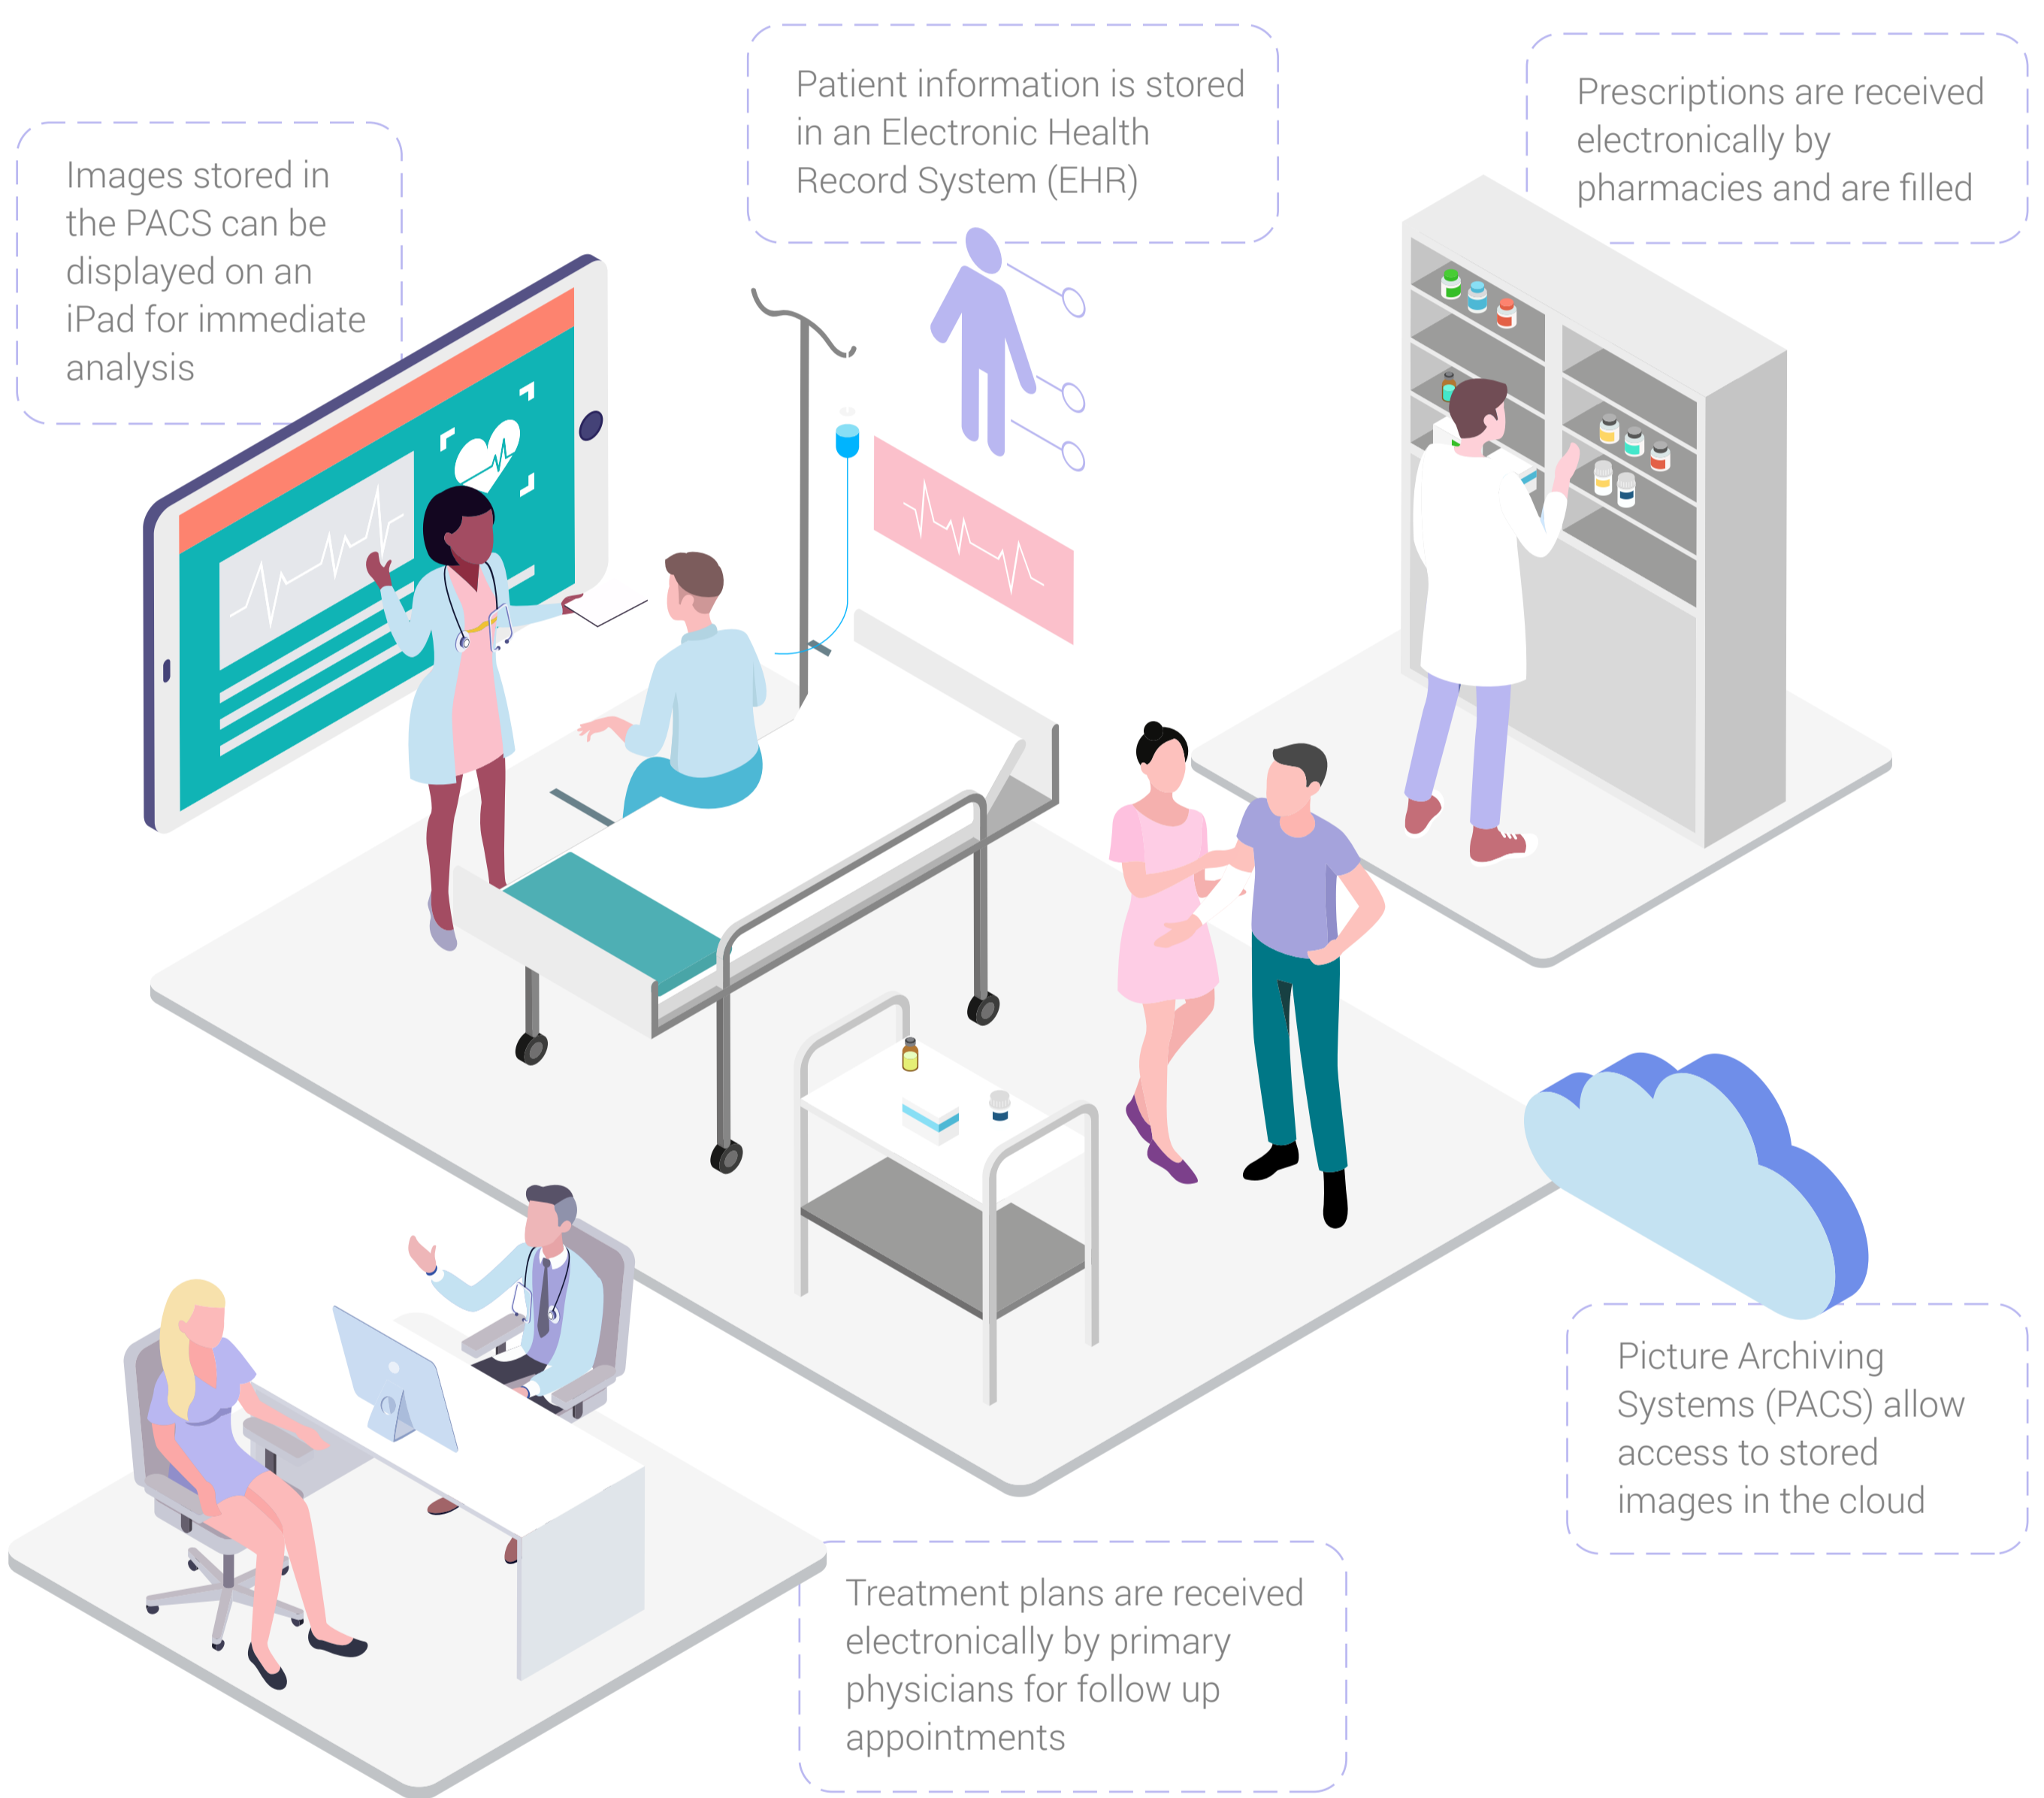 Patient information is stored
in an Electronic Health
Record System (EHR)
Prescriptions are received
electronically by
pharmacies and are filled
Images stored in
the PACS can be
displayed on an
iPad for immediate
analysis
Picture Archiving
Systems (PACS) allow
access to stored
images in the cloud
Treatment plans are received
electronically by primary
physicians for follow up
appointments